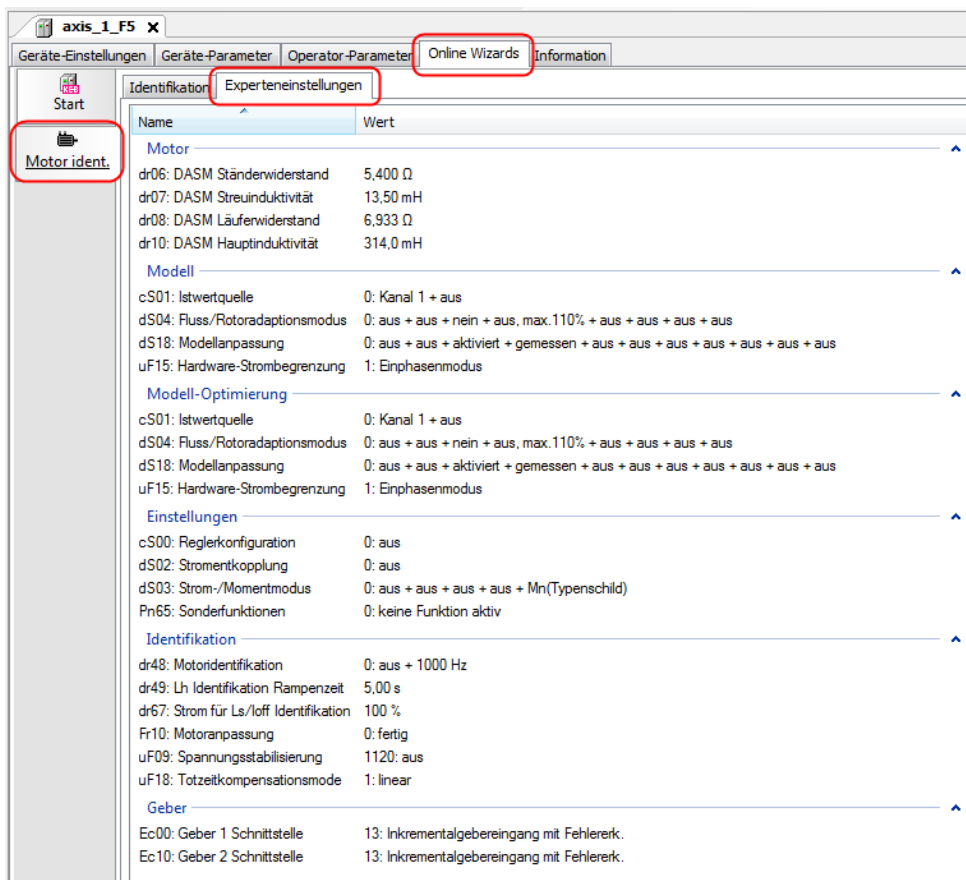 axis_1_F5 X
Geräte-Einstellungen Geräte-Parameter Operator-Parameter Online Wizards Information
KEB
Start
Motor ident.
Identifikation Experteneinstellungen
Name Wert
Motor
dr06: DASM Ständerwiderstand 5,400 Ω
dr07: DASM Streuinduktivität 13,50 mH
dr08: DASM Läuferwiderstand 6,933 Ω
dr10: DASM Hauptinduktivität 314,0 mH
Modell
cS01: Istwertquelle 0: Kanal 1 + aus
dS04: Fluss/Rotoradaptionsmodus 0: aus + aus + nein + aus, max.110% + aus + aus + aus + aus
dS18: Modellanpassung 0: aus + aus + aktiviert + gemessen + aus + aus + aus + aus + aus + aus + aus
uF15: Hardware-Strombegrenzung 1: Einphasenmodus
Modell-Optimierung
cS01: Istwertquelle 0: Kanal 1 + aus
dS04: Fluss/Rotoradaptionsmodus 0: aus + aus + nein + aus, max.110% + aus + aus + aus + aus
dS18: Modellanpassung 0: aus + aus + aktiviert + gemessen + aus + aus + aus + aus + aus + aus + aus
uF15: Hardware-Strombegrenzung 1: Einphasenmodus
Einstellungen
cS00: Reglerkonfiguration 0: aus
dS02: Stromentkopplung 0: aus
dS03: Strom-/Momentmodus 0: aus + aus + aus + aus + Mn(Typenschild)
Pn65: Sonderfunktionen 0: keine Funktion aktiv
Identifikation
dr48: Motoridentifikation 0: aus + 1000 Hz
dr49: Lh Identifikation Rampenzeit 5,00 s
dr67: Strom für Ls/Ioff Identifikation 100 %
Fr10: Motoranpassung 0: fertig
uF09: Spannungsstabilisierung 1120: aus
uF18: Totzeitkompensationsmode 1: linear
Geber
Ec00: Geber 1 Schnittstelle 13: Inkrementalgebereingang mit Fehlererk.
Ec10: Geber 2 Schnittstelle 13: Inkrementalgebereingang mit Fehlererk.